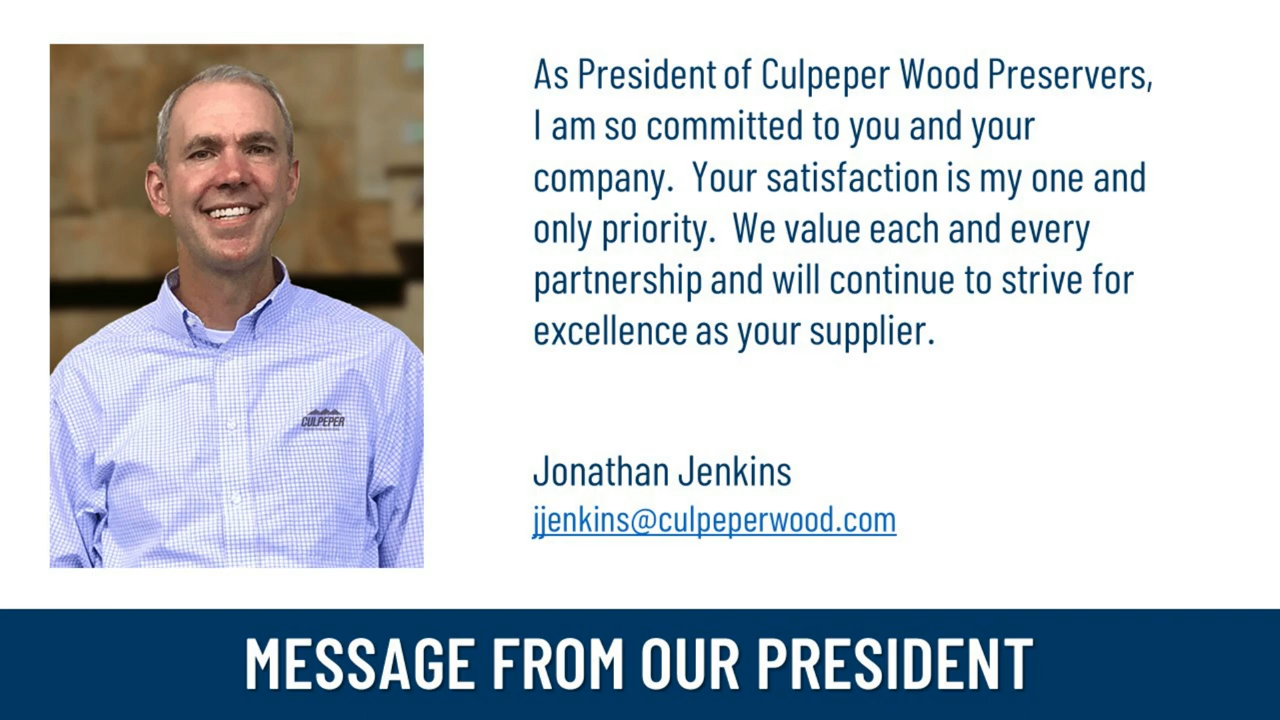 As President of Culpeper Wood Preservers,
I am so committed to you and your
company.  Your satisfaction is my one and
only priority.  We value each and every
partnership and will continue to strive for
excellence as your supplier.
CULPEPER
Jonathan Jenkins
jjenkins@culpeperwood.com
MESSAGE FROM OUR PRESIDENT